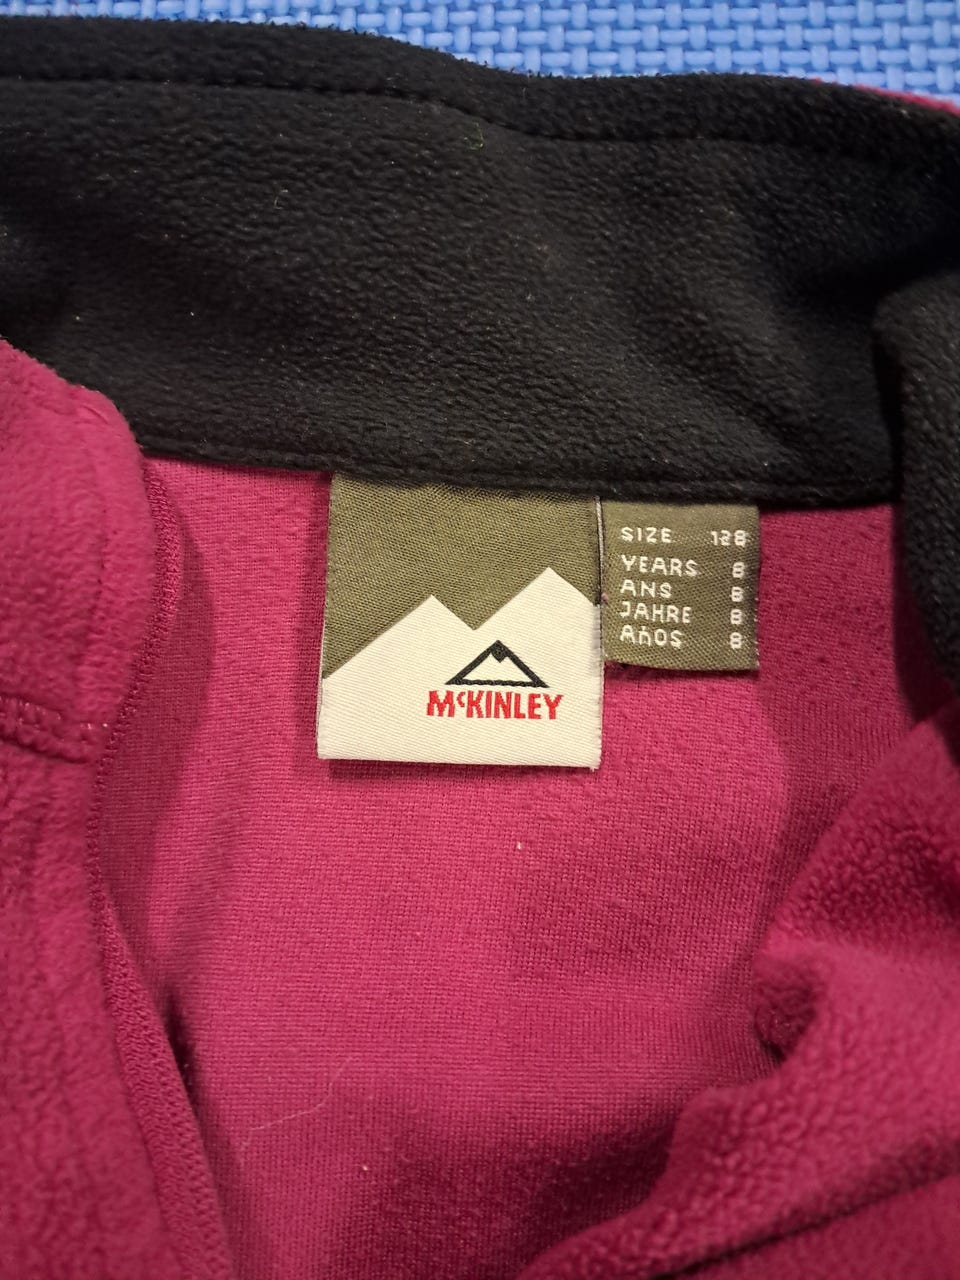 McKINLEY
SIZE 128
YEARS 8
ANS 8
JAHRE 8
AÑOS 8